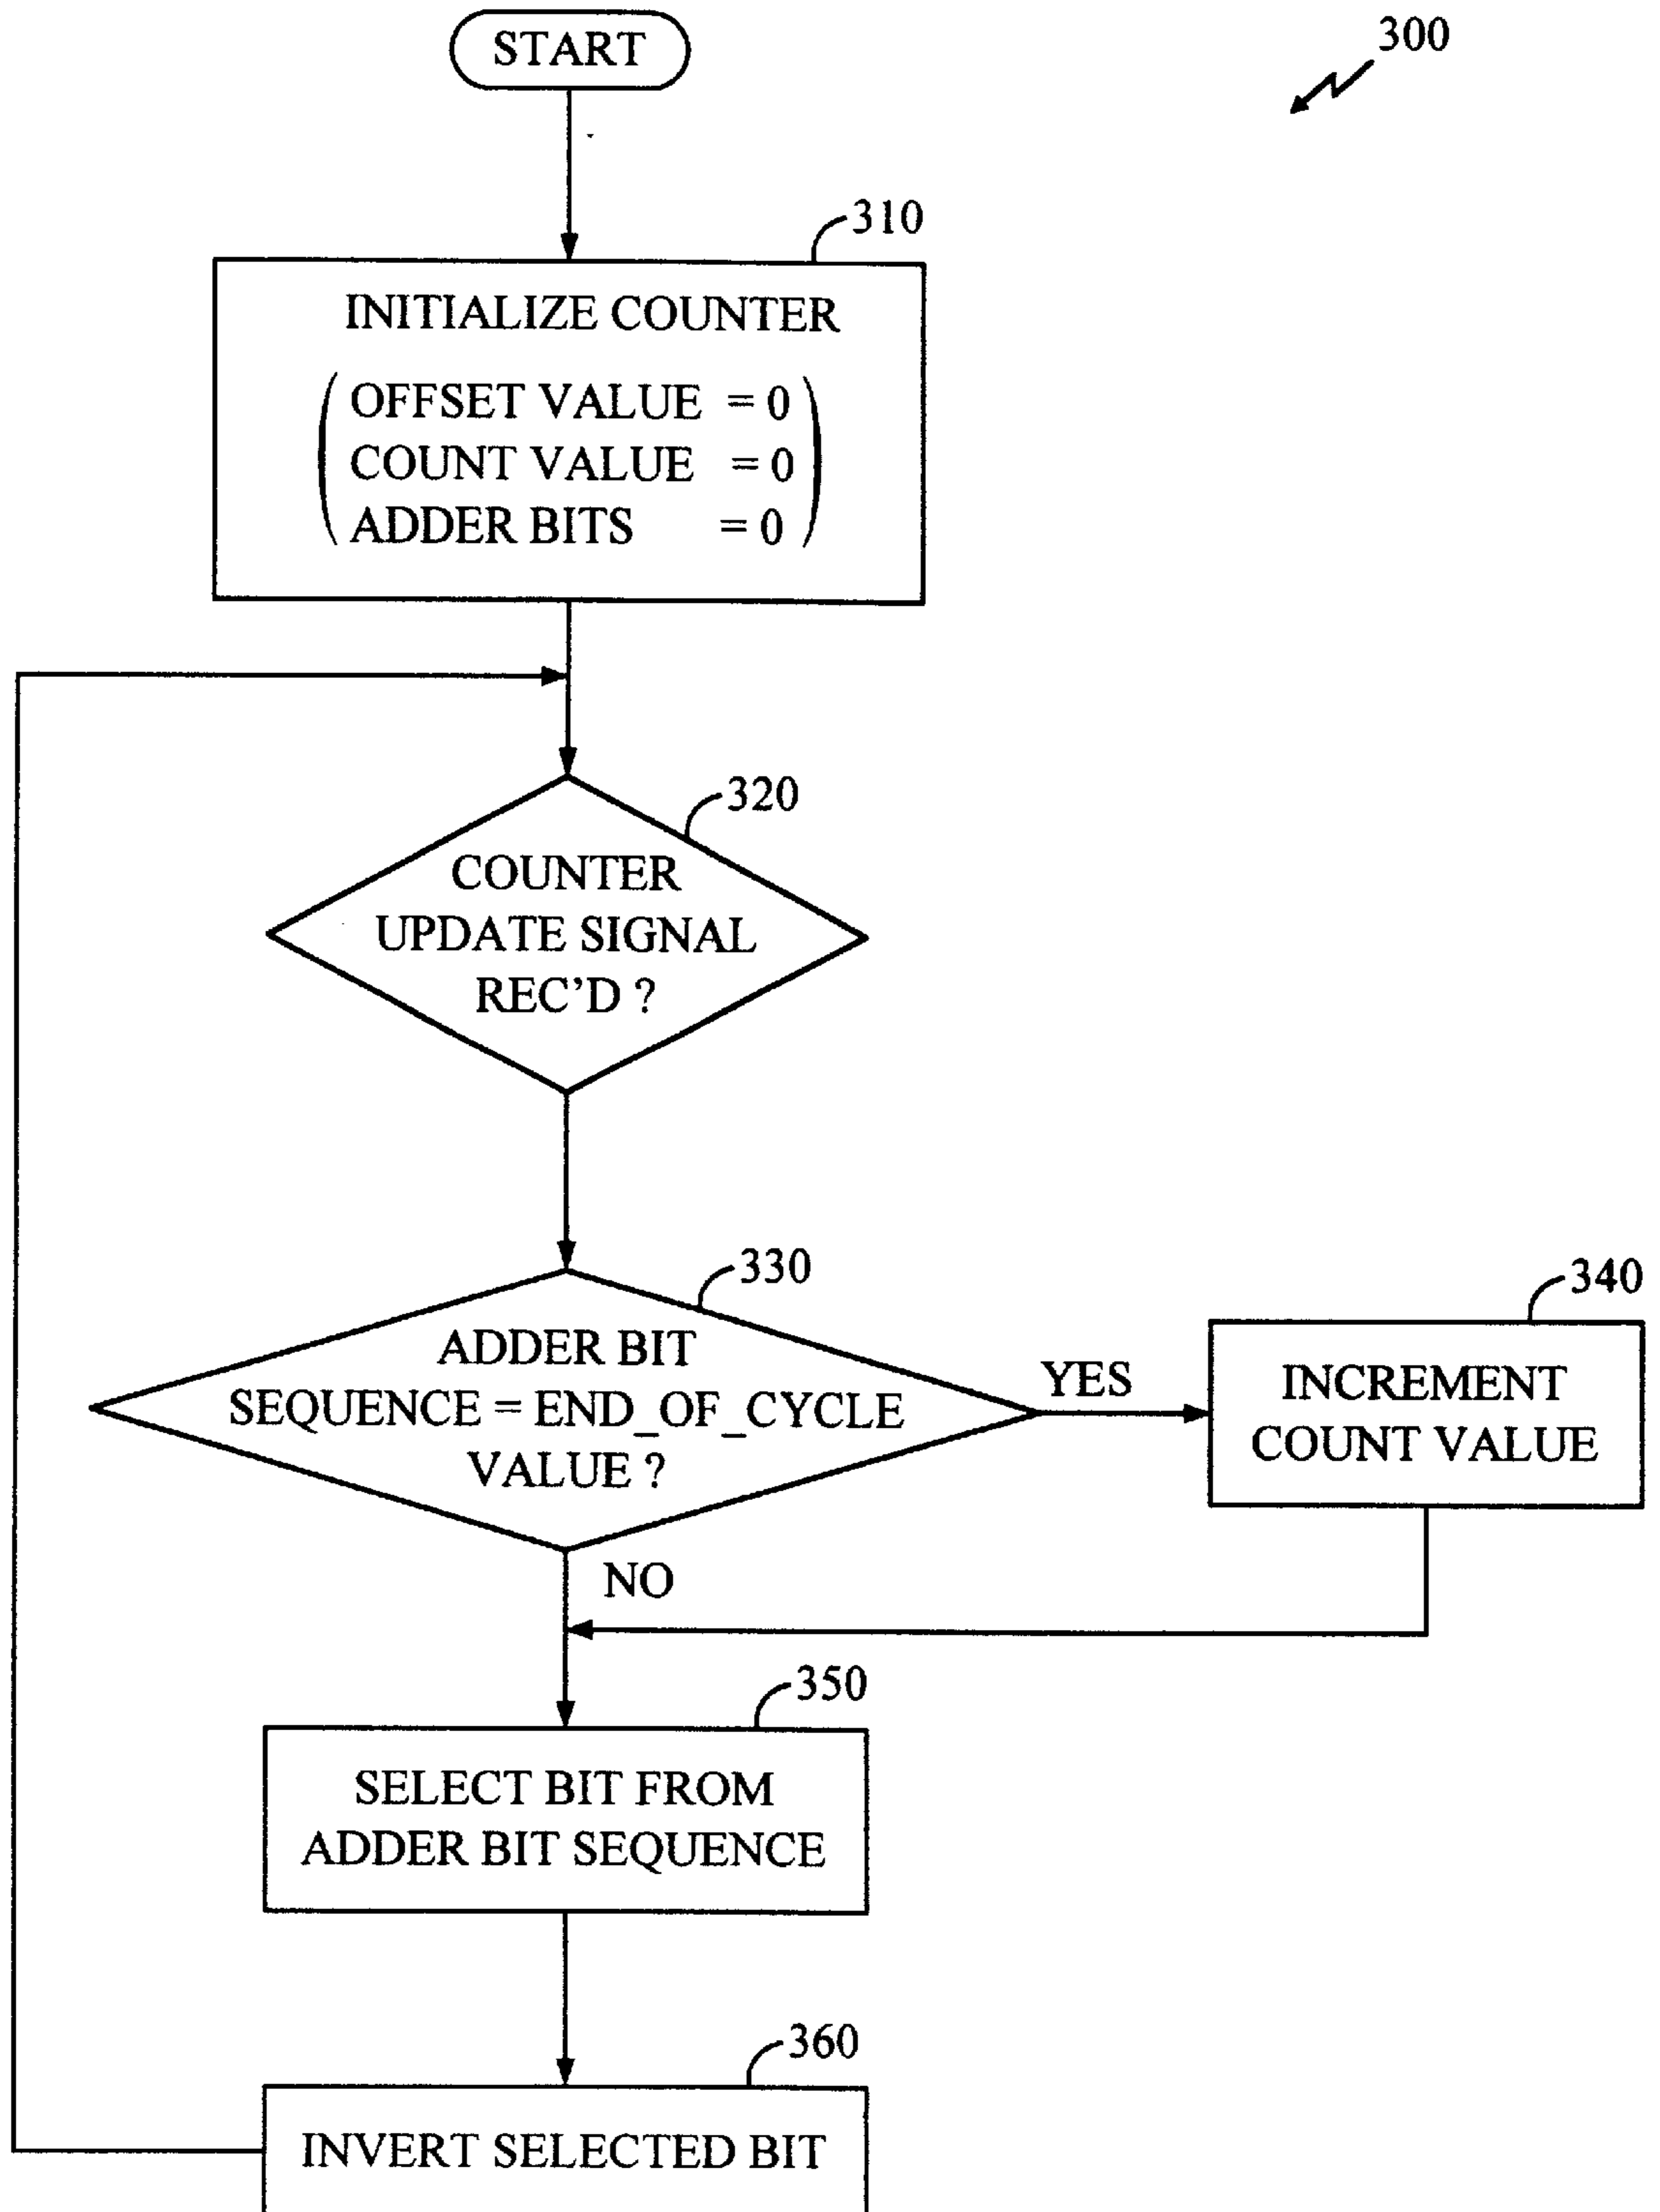 START
300
310
INITIALIZE COUNTER
OFFSET VALUE = 0
COUNT VALUE = 0
ADDER BITS = 0
320
COUNTER
UPDATE SIGNAL
REC'D ?
330
ADDER BIT
SEQUENCE = END_OF_CYCLE
VALUE ?
YES
340
INCREMENT
COUNT VALUE
NO
350
SELECT BIT FROM
ADDER BIT SEQUENCE
360
INVERT SELECTED BIT